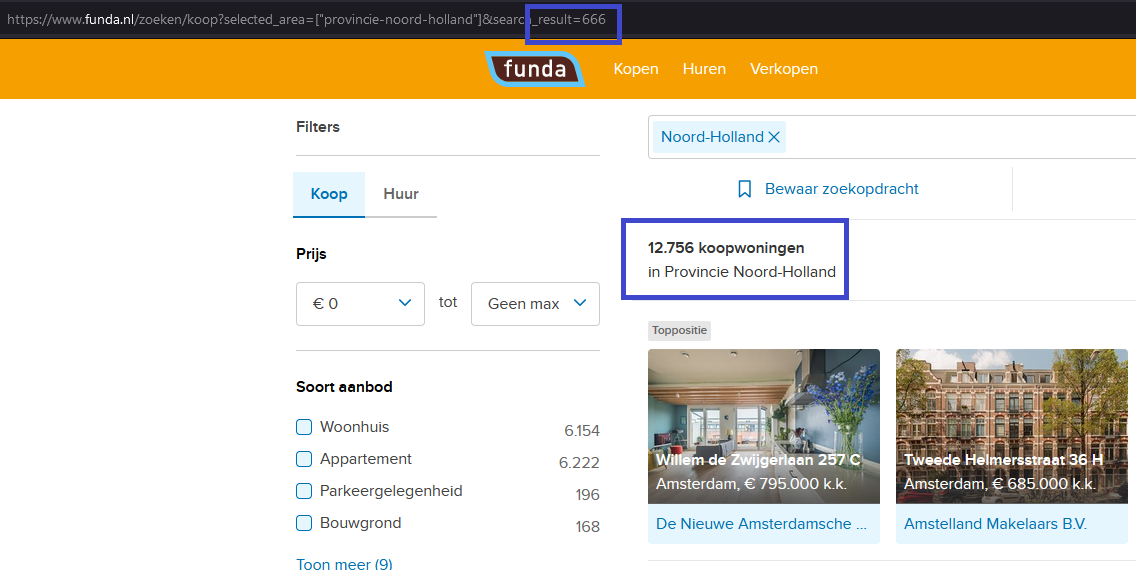 https://www.funda.nl/zoeken/koop?selected_area=["provincie-noord-holland"]&search_result=666
funda
Kopen
Huren
Verkopen
Filters
Koop
Huur
Prijs
€ 0
tot
Geen max
Soort aanbod
Woonhuis
6.154
Appartement
6.222
Parkeergelegenheid
196
Bouwgrond
168
Toon meer (9)
Noord-Holland
Bewaar zoekopdracht
12.756 koopwoningen
in Provincie Noord-Holland
Toppositie
Willem de Zwijgerlaan 257 C
Amsterdam, € 795.000 k.k.
De Nieuwe Amsterdamsche ...
Tweede Helmersstraat 36 H
Amsterdam, € 685.000 k.k.
Amstelland Makelaars B.V.